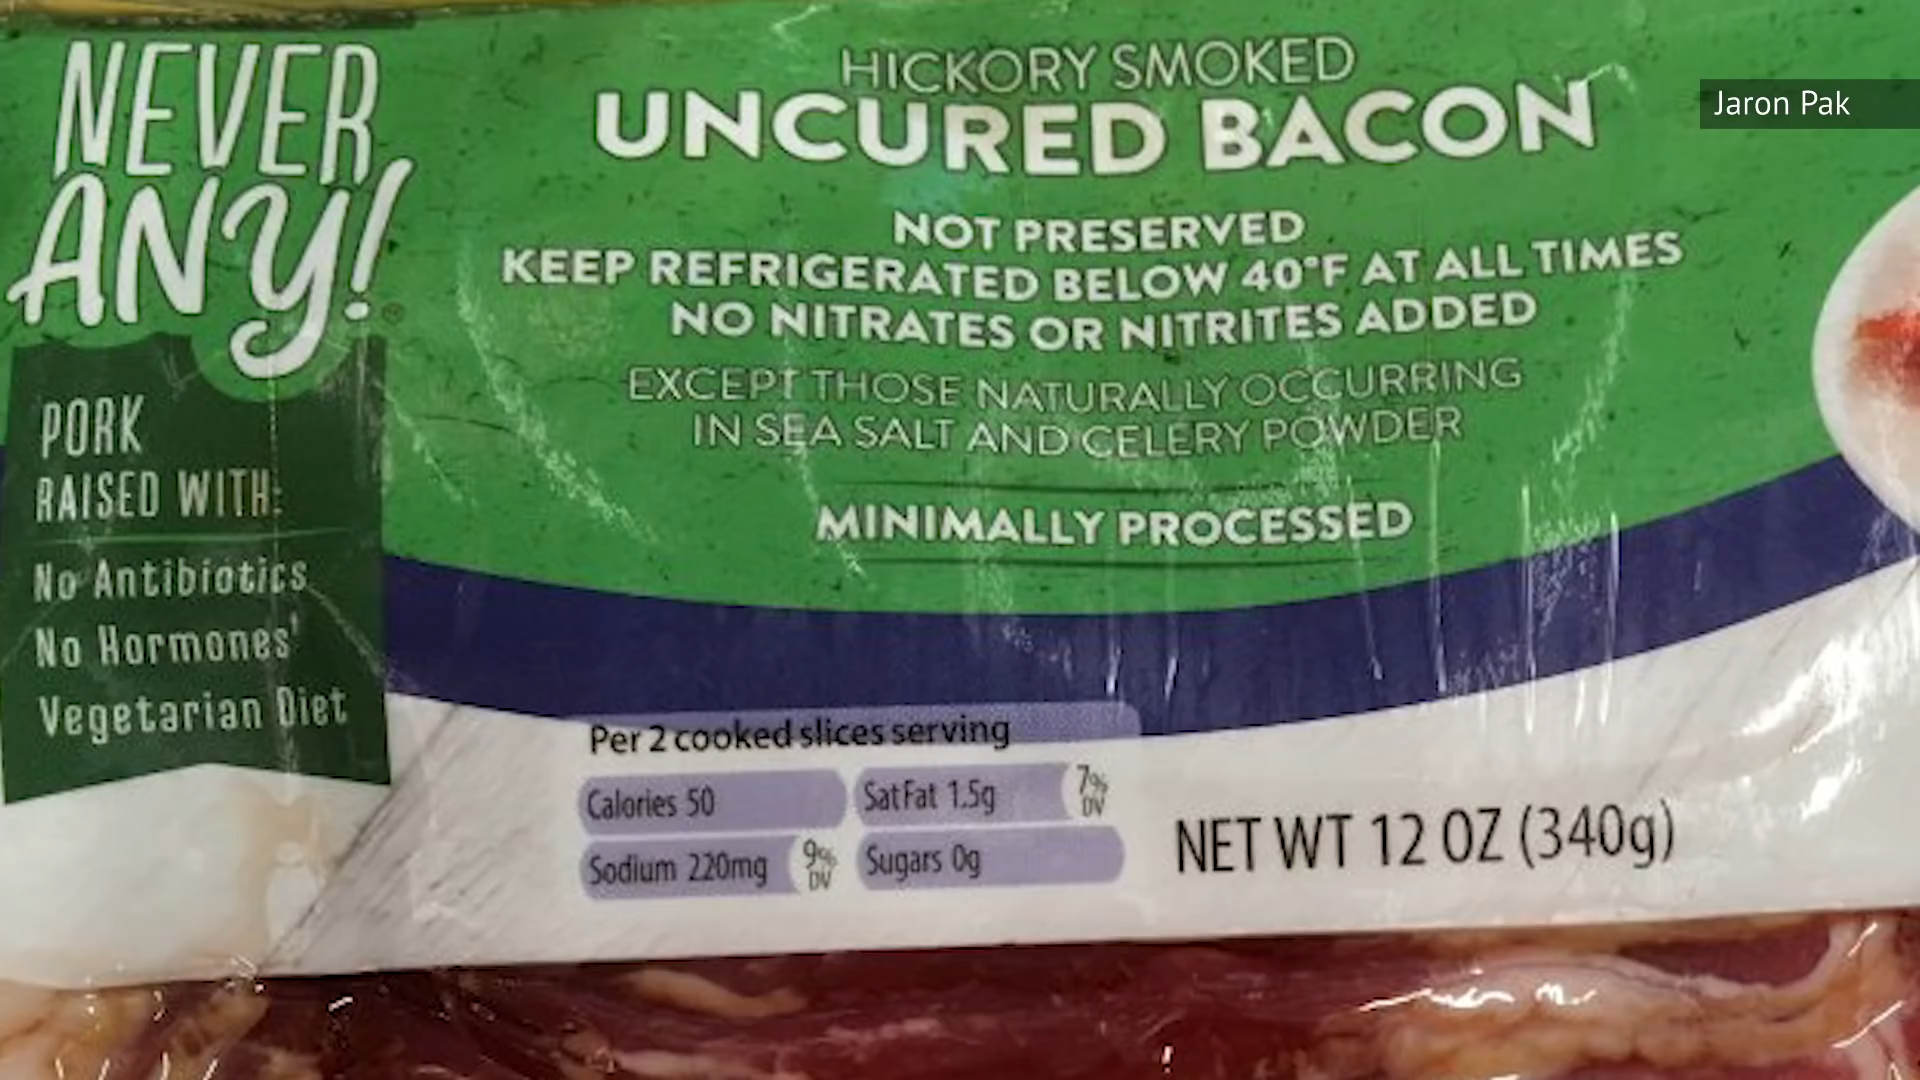 NEVER
ANY!
PORK
RAISED WITH:
No Antibiotics
No Hormones'
Vegetarian Diet
HICKORY SMOKED
UNCURED BACON
NOT PRESERVED
KEEP REFRIGERATED BELOW 40°F AT ALL TIMES
NO NITRATES OR NITRITES ADDED
EXCEPT THOSE NATURALLY OCCURRING
IN SEA SALT AND CELERY POWDER
MINIMALLY PROCESSED
Per 2 cooked slices serving
Calories 50
Sat Fat 1.5g 7% DV
Sodium 220mg 9% DV
Sugars 0g
NET WT 12 OZ (340g)
Jaron Pak